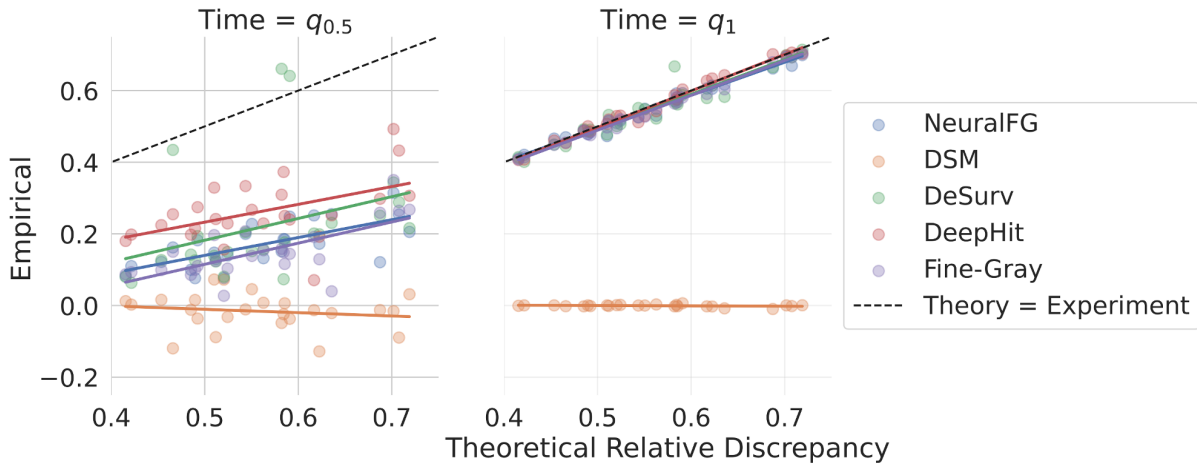 Time = q0.5
Time = q1
Empirical
0.6
0.4
0.2
0.0
−0.2
0.4
0.5
0.6
0.7
0.4
0.5
0.6
0.7
Theoretical Relative Discrepancy
NeuralFG
DSM
DeSurv
DeepHit
Fine-Gray
Theory = Experiment